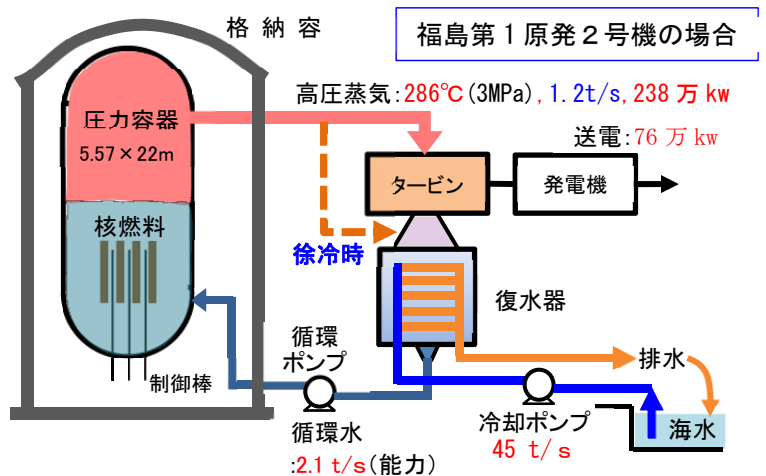 格 納 容
福島第１原発２号機の場合
高圧蒸気:286℃(3MPa),1.2t/s,238 万 kw
圧力容器
5.57×22m
送電:76 万 kw
タービン
発電機
核燃料
徐冷時
復水器
循環
ポンプ
排水
制御棒
冷却ポンプ
45 t/s
海水
循環水
:2.1 t/s(能力)